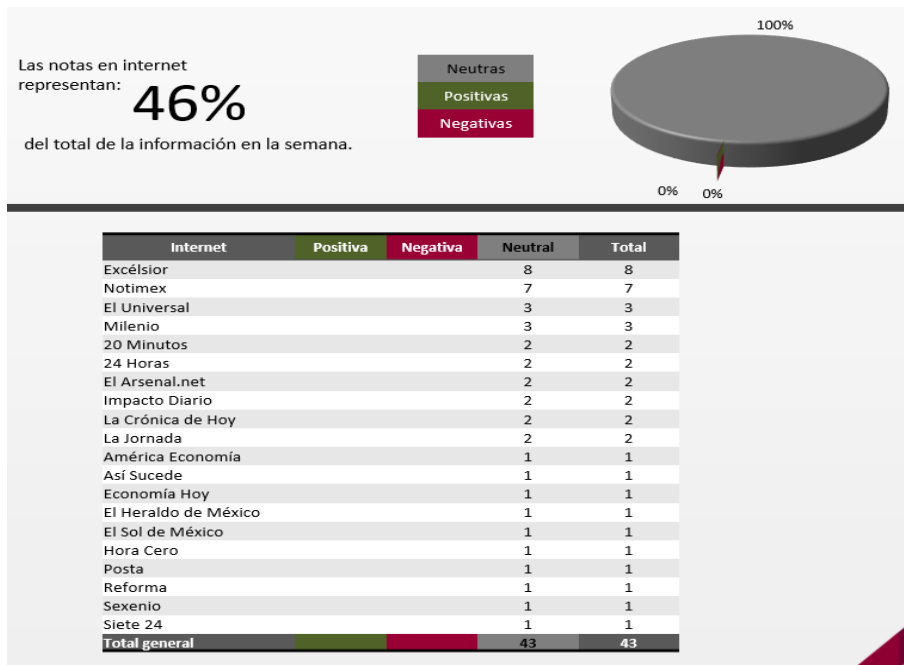 100%
Las notas en internet
representan:
46%
del total de la información en la semana.
Neutras
Positivas
Negativas
0% 0%
Internet Positiva Negativa Neutral Total
Excélsior 8 8
Notimex 7 7
El Universal 3 3
Milenio 3 3
20 Minutos 2 2
24 Horas 2 2
El Arsenal.net 2 2
Impacto Diario 2 2
La Crónica de Hoy 2 2
La Jornada 2 2
América Economía 1 1
Así Sucede 1 1
Economía Hoy 1 1
El Heraldo de México 1 1
El Sol de México 1 1
Hora Cero 1 1
Posta 1 1
Reforma 1 1
Sexenio 1 1
Siete 24 1 1
Total general 43 43